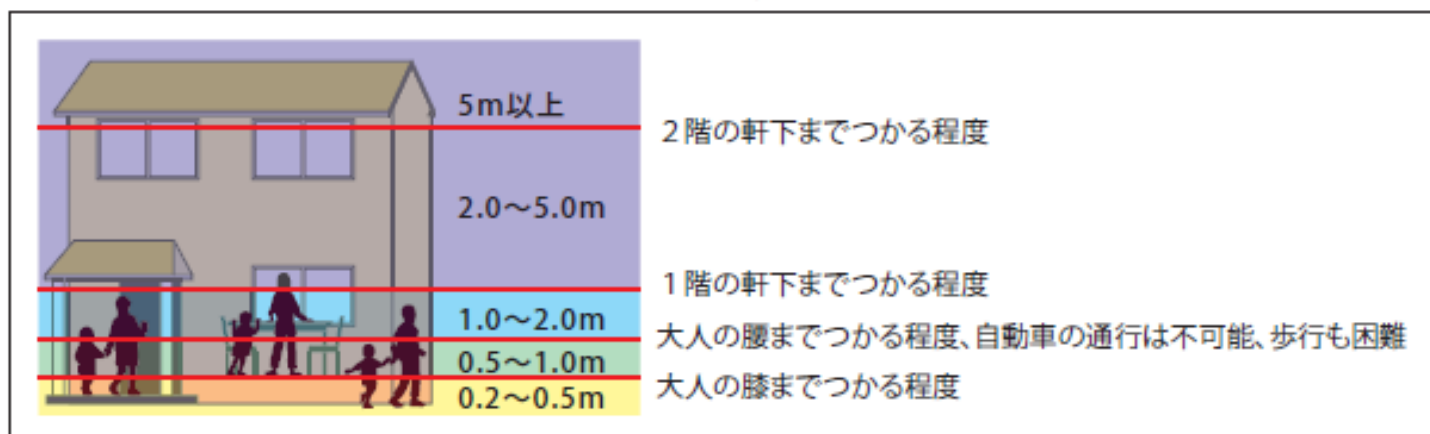 5m以上
2階の軒下までつかる程度
2.0～5.0m
1階の軒下までつかる程度
1.0～2.0m
大人の腰までつかる程度、自動車の通行は不可能、歩行も困難
0.5～1.0m
大人の膝までつかる程度
0.2～0.5m